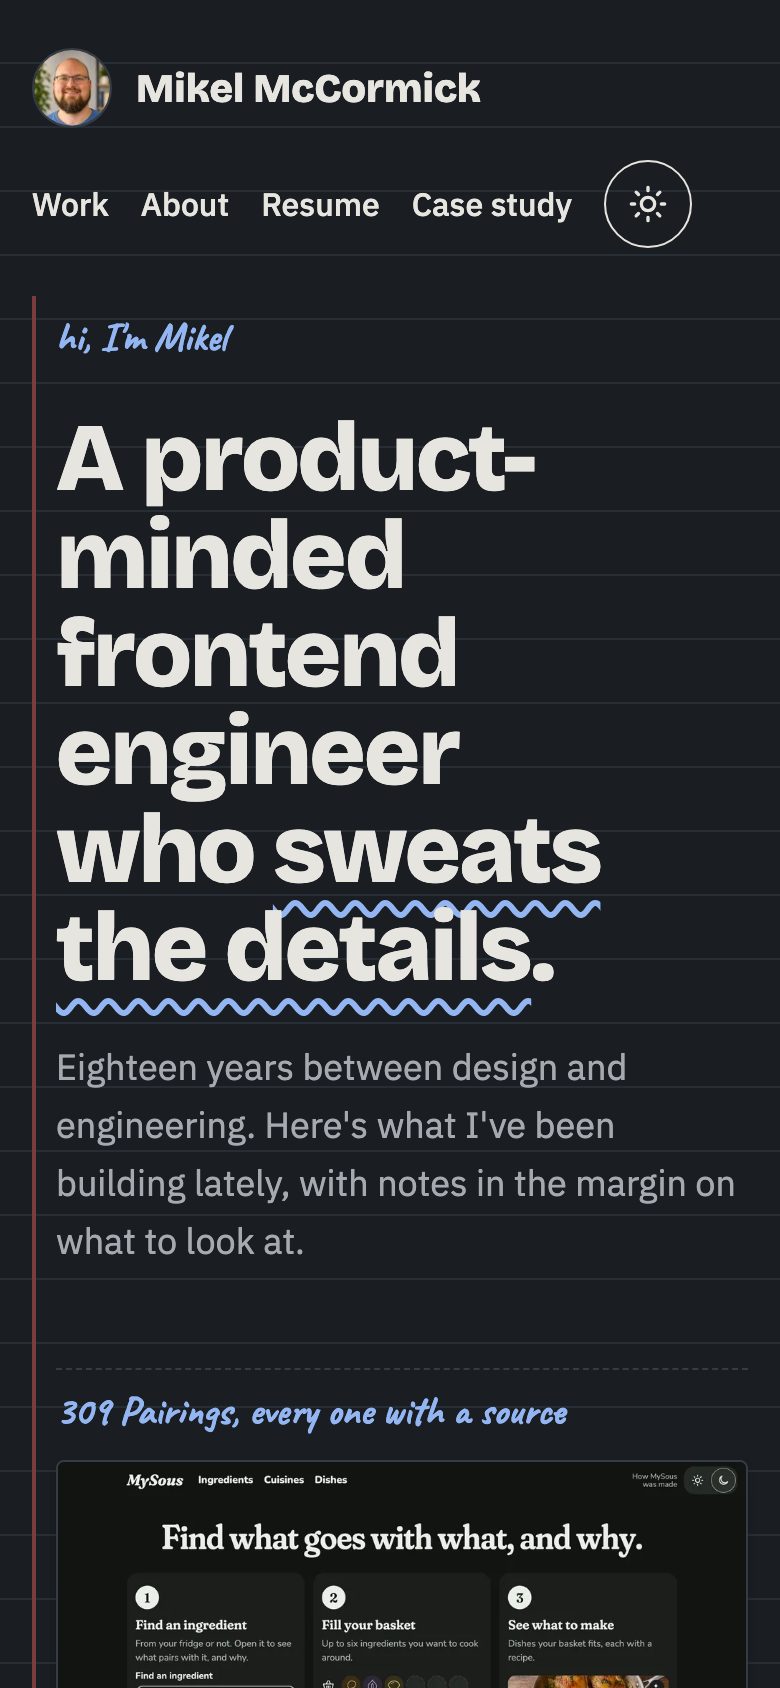 Mikel McCormick
Work About Resume Case study
hi, I'm Mikel
A product-
minded
frontend
engineer
who sweats
the details.
Eighteen years between design and
engineering. Here's what I've been
building lately, with notes in the margin on
what to look at.
309 Pairings, every one with a source
MySous Ingredients Cuisines Dishes How MySous
was made
Find what goes with what, and why.
1 2 3
Find an ingredient Fill your basket See what to make
From your fridge or not. Open it to see Up to six ingredients you want to cook Dishes your basket fits, each with a
what pairs with it, and why. around. recipe.
Find an ingredient